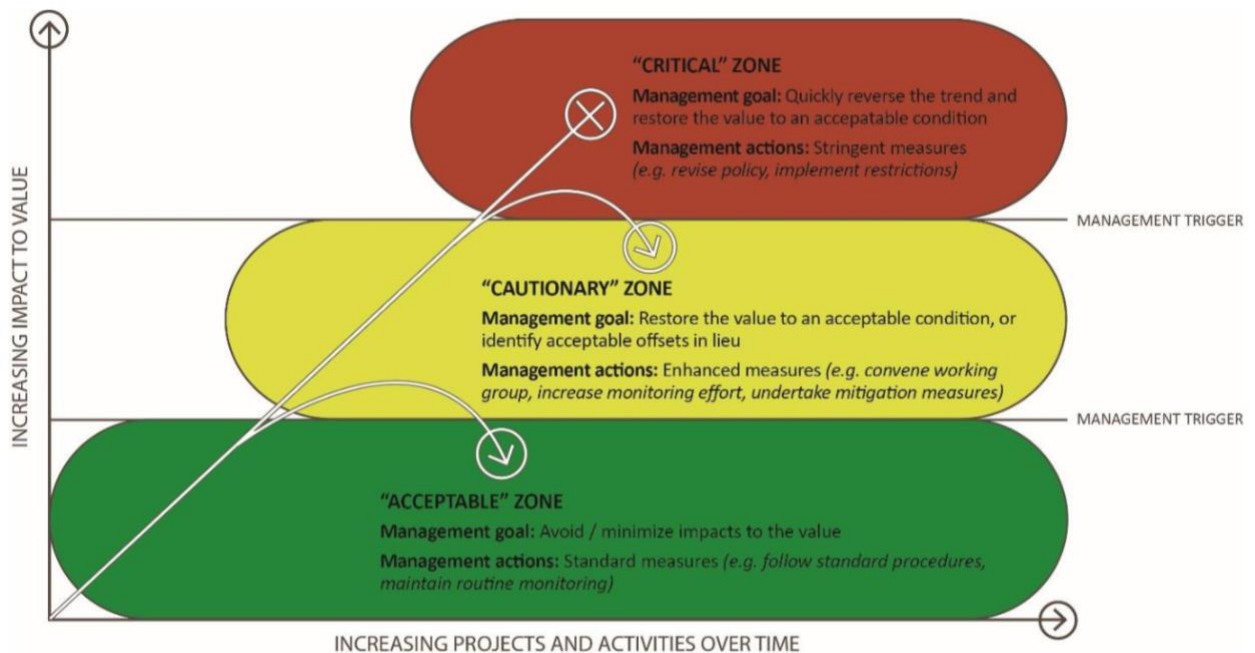 INCREASING IMPACT TO VALUE
“CRITICAL” ZONE
Management goal: Quickly reverse the trend and
restore the value to an accepatable condition
Management actions: Stringent measures
(e.g. revise policy, implement restrictions)
MANAGEMENT TRIGGER
“CAUTIONARY” ZONE
Management goal: Restore the value to an acceptable condition, or
identify acceptable offsets in lieu
Management actions: Enhanced measures (e.g. convene working
group, increase monitoring effort, undertake mitigation measures)
MANAGEMENT TRIGGER
“ACCEPTABLE” ZONE
Management goal: Avoid / minimize impacts to the value
Management actions: Standard measures (e.g. follow standard procedures,
maintain routine monitoring)
INCREASING PROJECTS AND ACTIVITIES OVER TIME